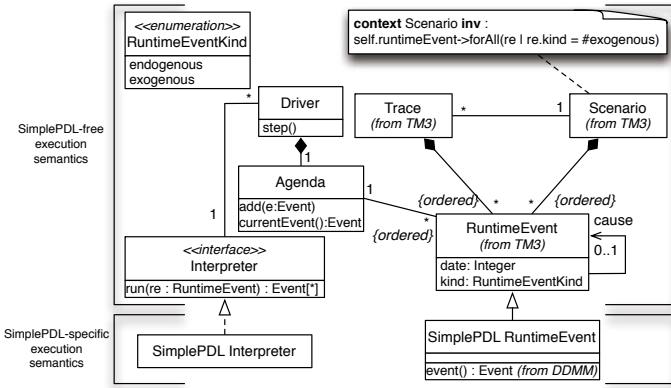 <<enumeration>>
RuntimeEventKind
endogenous
exogenous
context Scenario inv :
self.runtimeEvent->forAll(re | re.kind = #exogenous)
SimplePDL-free
execution
semantics
*
Driver
step()
1
Agenda
add(e:Event)
currentEvent():Event
1
{ordered}
*
Trace
(from TM3)
*
1
Scenario
(from TM3)
{ordered}
*
*
{ordered}
RuntimeEvent
(from TM3)
date: Integer
kind: RuntimeEventKind
cause
0..1
1
<<interface>>
Interpreter
run(re : RuntimeEvent) : Event[*]
SimplePDL-specific
execution
semantics
SimplePDL Interpreter
SimplePDL RuntimeEvent
event() : Event (from DDMM)